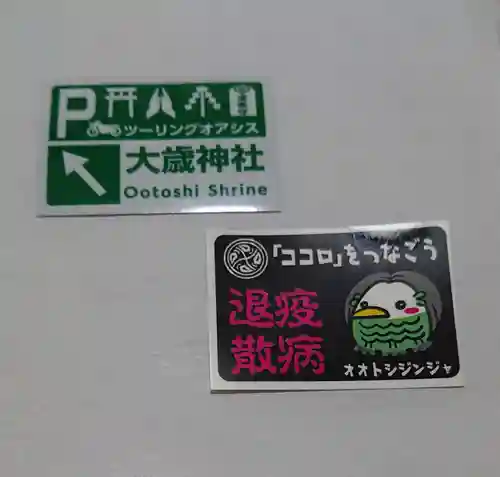 P
ツーリングオアシス
大歳神社
Ootoshi Shrine
「ココロ」をつなごう
退疫
散病
オオトシジンジャ